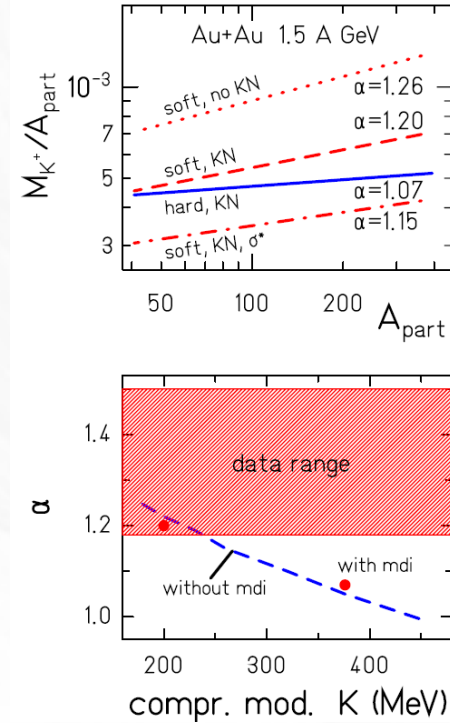 Au+Au 1.5 A GeV
M_K⁺/A_part
10⁻³
7
5
3
soft, no KN
α=1.26
soft, KN
α=1.20
hard, KN
α=1.07
soft, KN, σ*
α=1.15
50 100 200
A_part
α
1.4
1.2
1.0
data range
with mdi
without mdi
200 300 400
compr. mod. K (MeV)